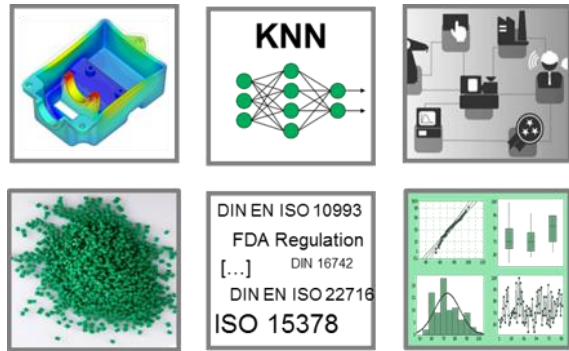 KNN
DIN EN ISO 10993
FDA Regulation
[...] DIN 16742
DIN EN ISO 22716
ISO 15378